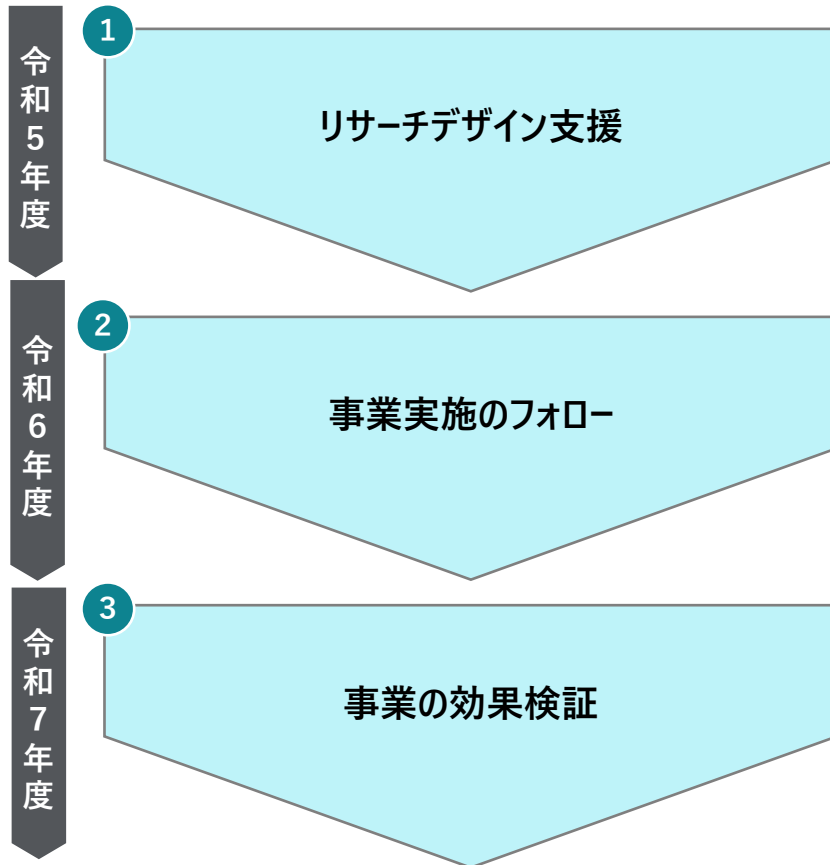 令和5年度
1
リサーチデザイン支援
令和6年度
2
事業実施のフォロー
令和7年度
3
事業の効果検証